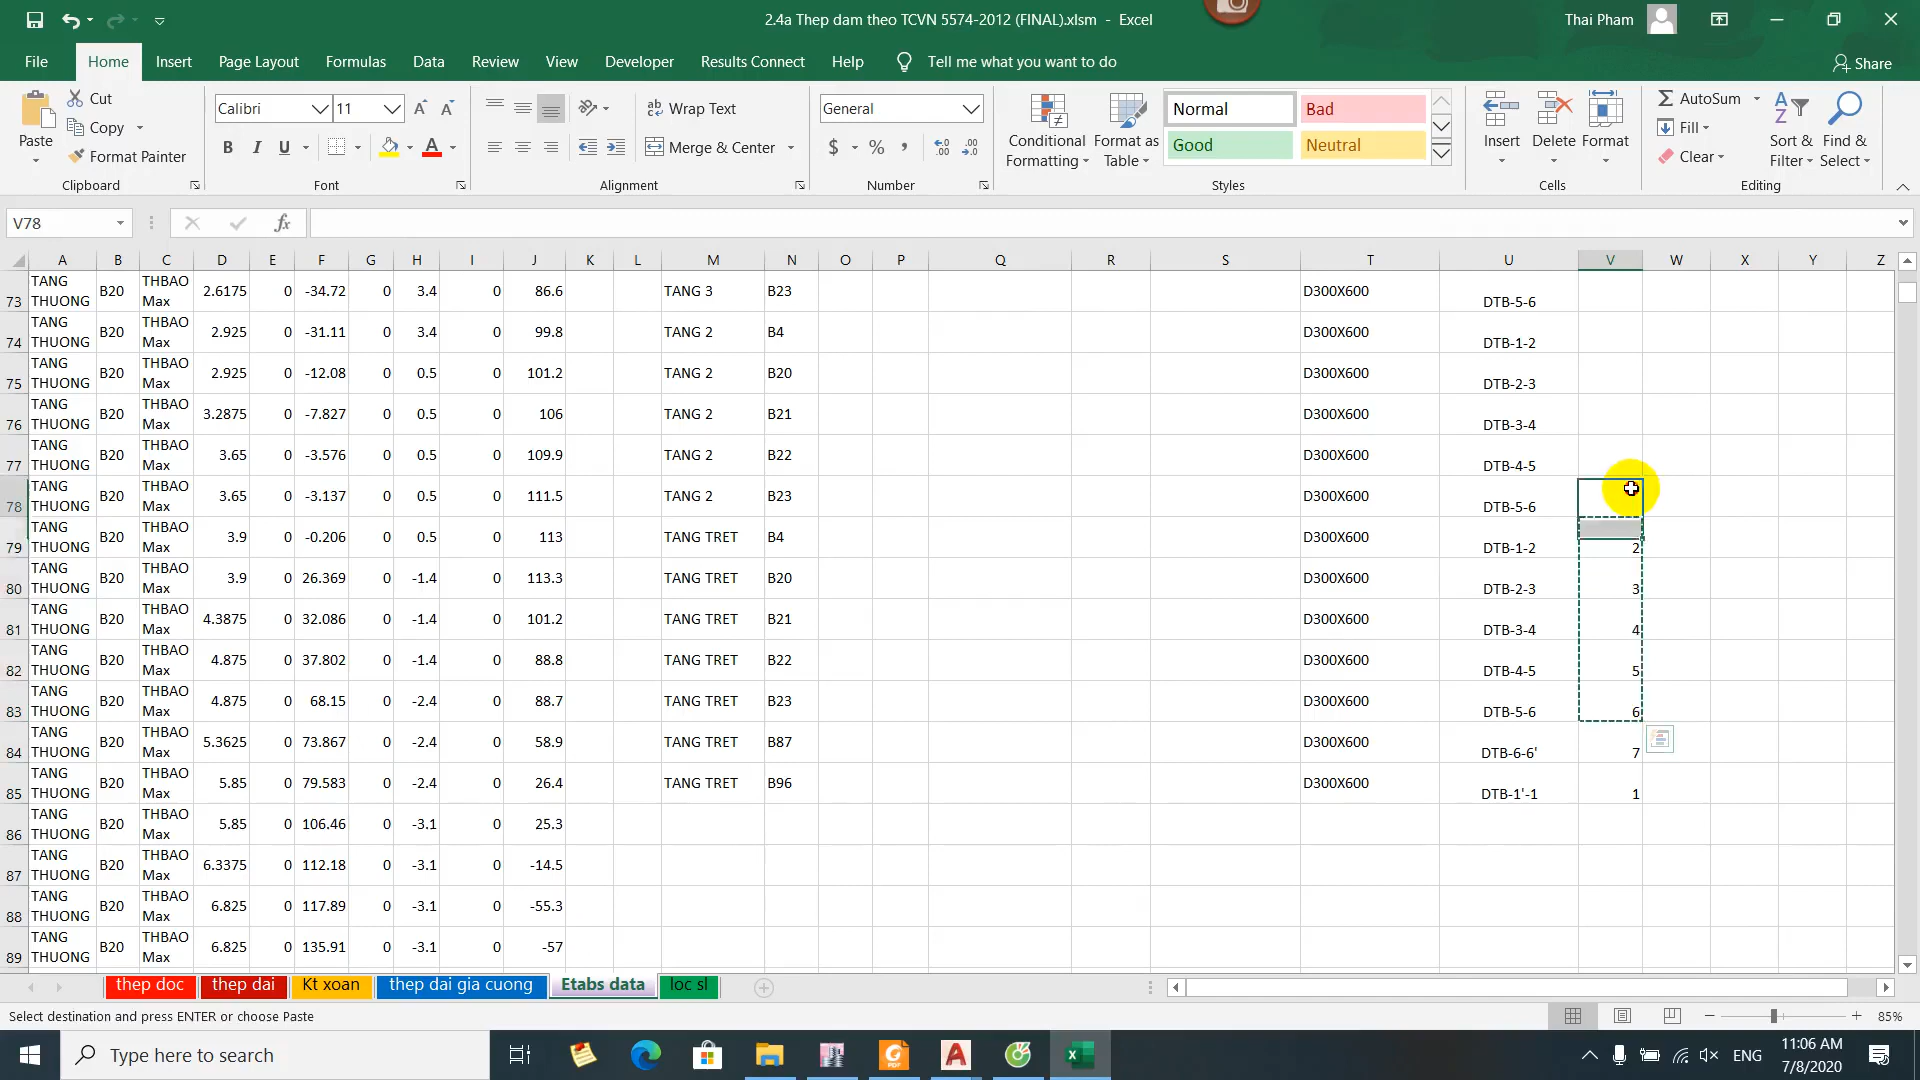 2.4a Thep dam theo TCVN 5574-2012 (FINAL).xlsm - Excel
Thai Pham
File Home Insert Page Layout Formulas Data Review View Developer Results Connect Help Tell me what you want to do
Share
Paste
Cut
Copy
Format Painter
Clipboard
Calibri 11
B I U
Font
Wrap Text
Merge & Center
Alignment
General
$ % ,
Number
Conditional Formatting
Format as Table
Normal Bad
Good Neutral
Styles
Insert Delete Format
Cells
AutoSum
Fill
Clear
Sort & Filter
Find & Select
Editing
V78
fx
A B C D E F G H I J K L M N O P Q R S T U V W X Y Z
73 TANG THUONG B20 THBAO Max 2.6175 0 -34.72 0 3.4 0 86.6 TANG 3 B23 D300X600 DTB-5-6
74 TANG THUONG B20 THBAO Max 2.925 0 -31.11 0 3.4 0 99.8 TANG 2 B4 D300X600 DTB-1-2
75 TANG THUONG B20 THBAO Max 2.925 0 -12.08 0 0.5 0 101.2 TANG 2 B20 D300X600 DTB-2-3
76 TANG THUONG B20 THBAO Max 3.2875 0 -7.827 0 0.5 0 106 TANG 2 B21 D300X600 DTB-3-4
77 TANG THUONG B20 THBAO Max 3.65 0 -3.576 0 0.5 0 109.9 TANG 2 B22 D300X600 DTB-4-5
78 TANG THUONG B20 THBAO Max 3.65 0 -3.137 0 0.5 0 111.5 TANG 2 B23 D300X600 DTB-5-6
79 TANG THUONG B20 THBAO Max 3.9 0 -0.206 0 0.5 0 113 TANG TRET B4 D300X600 DTB-1-2 2
80 TANG THUONG B20 THBAO Max 3.9 0 26.369 0 -1.4 0 113.3 TANG TRET B20 D300X600 DTB-2-3 3
81 TANG THUONG B20 THBAO Max 4.3875 0 32.086 0 -1.4 0 101.2 TANG TRET B21 D300X600 DTB-3-4 4
82 TANG THUONG B20 THBAO Max 4.875 0 37.802 0 -1.4 0 88.8 TANG TRET B22 D300X600 DTB-4-5 5
83 TANG THUONG B20 THBAO Max 4.875 0 68.15 0 -2.4 0 88.7 TANG TRET B23 D300X600 DTB-5-6 6
84 TANG THUONG B20 THBAO Max 5.3625 0 73.867 0 -2.4 0 58.9 TANG TRET B87 D300X600 DTB-6-6' 7
85 TANG THUONG B20 THBAO Max 5.85 0 79.583 0 -2.4 0 26.4 TANG TRET B96 D300X600 DTB-1'-1 1
86 TANG THUONG B20 THBAO Max 5.85 0 106.46 0 -3.1 0 25.3
87 TANG THUONG B20 THBAO Max 6.3375 0 112.18 0 -3.1 0 -14.5
88 TANG THUONG B20 THBAO Max 6.825 0 117.89 0 -3.1 0 -55.3
89 TANG THUONG B20 THBAO Max 6.825 0 135.91 0 -3.1 0 -57
thep doc thep dai Kt xoan thep dai gia cuong Etabs data loc sl
Select destination and press ENTER or choose Paste
85%
Type here to search
ENG
11:06 AM
7/8/2020